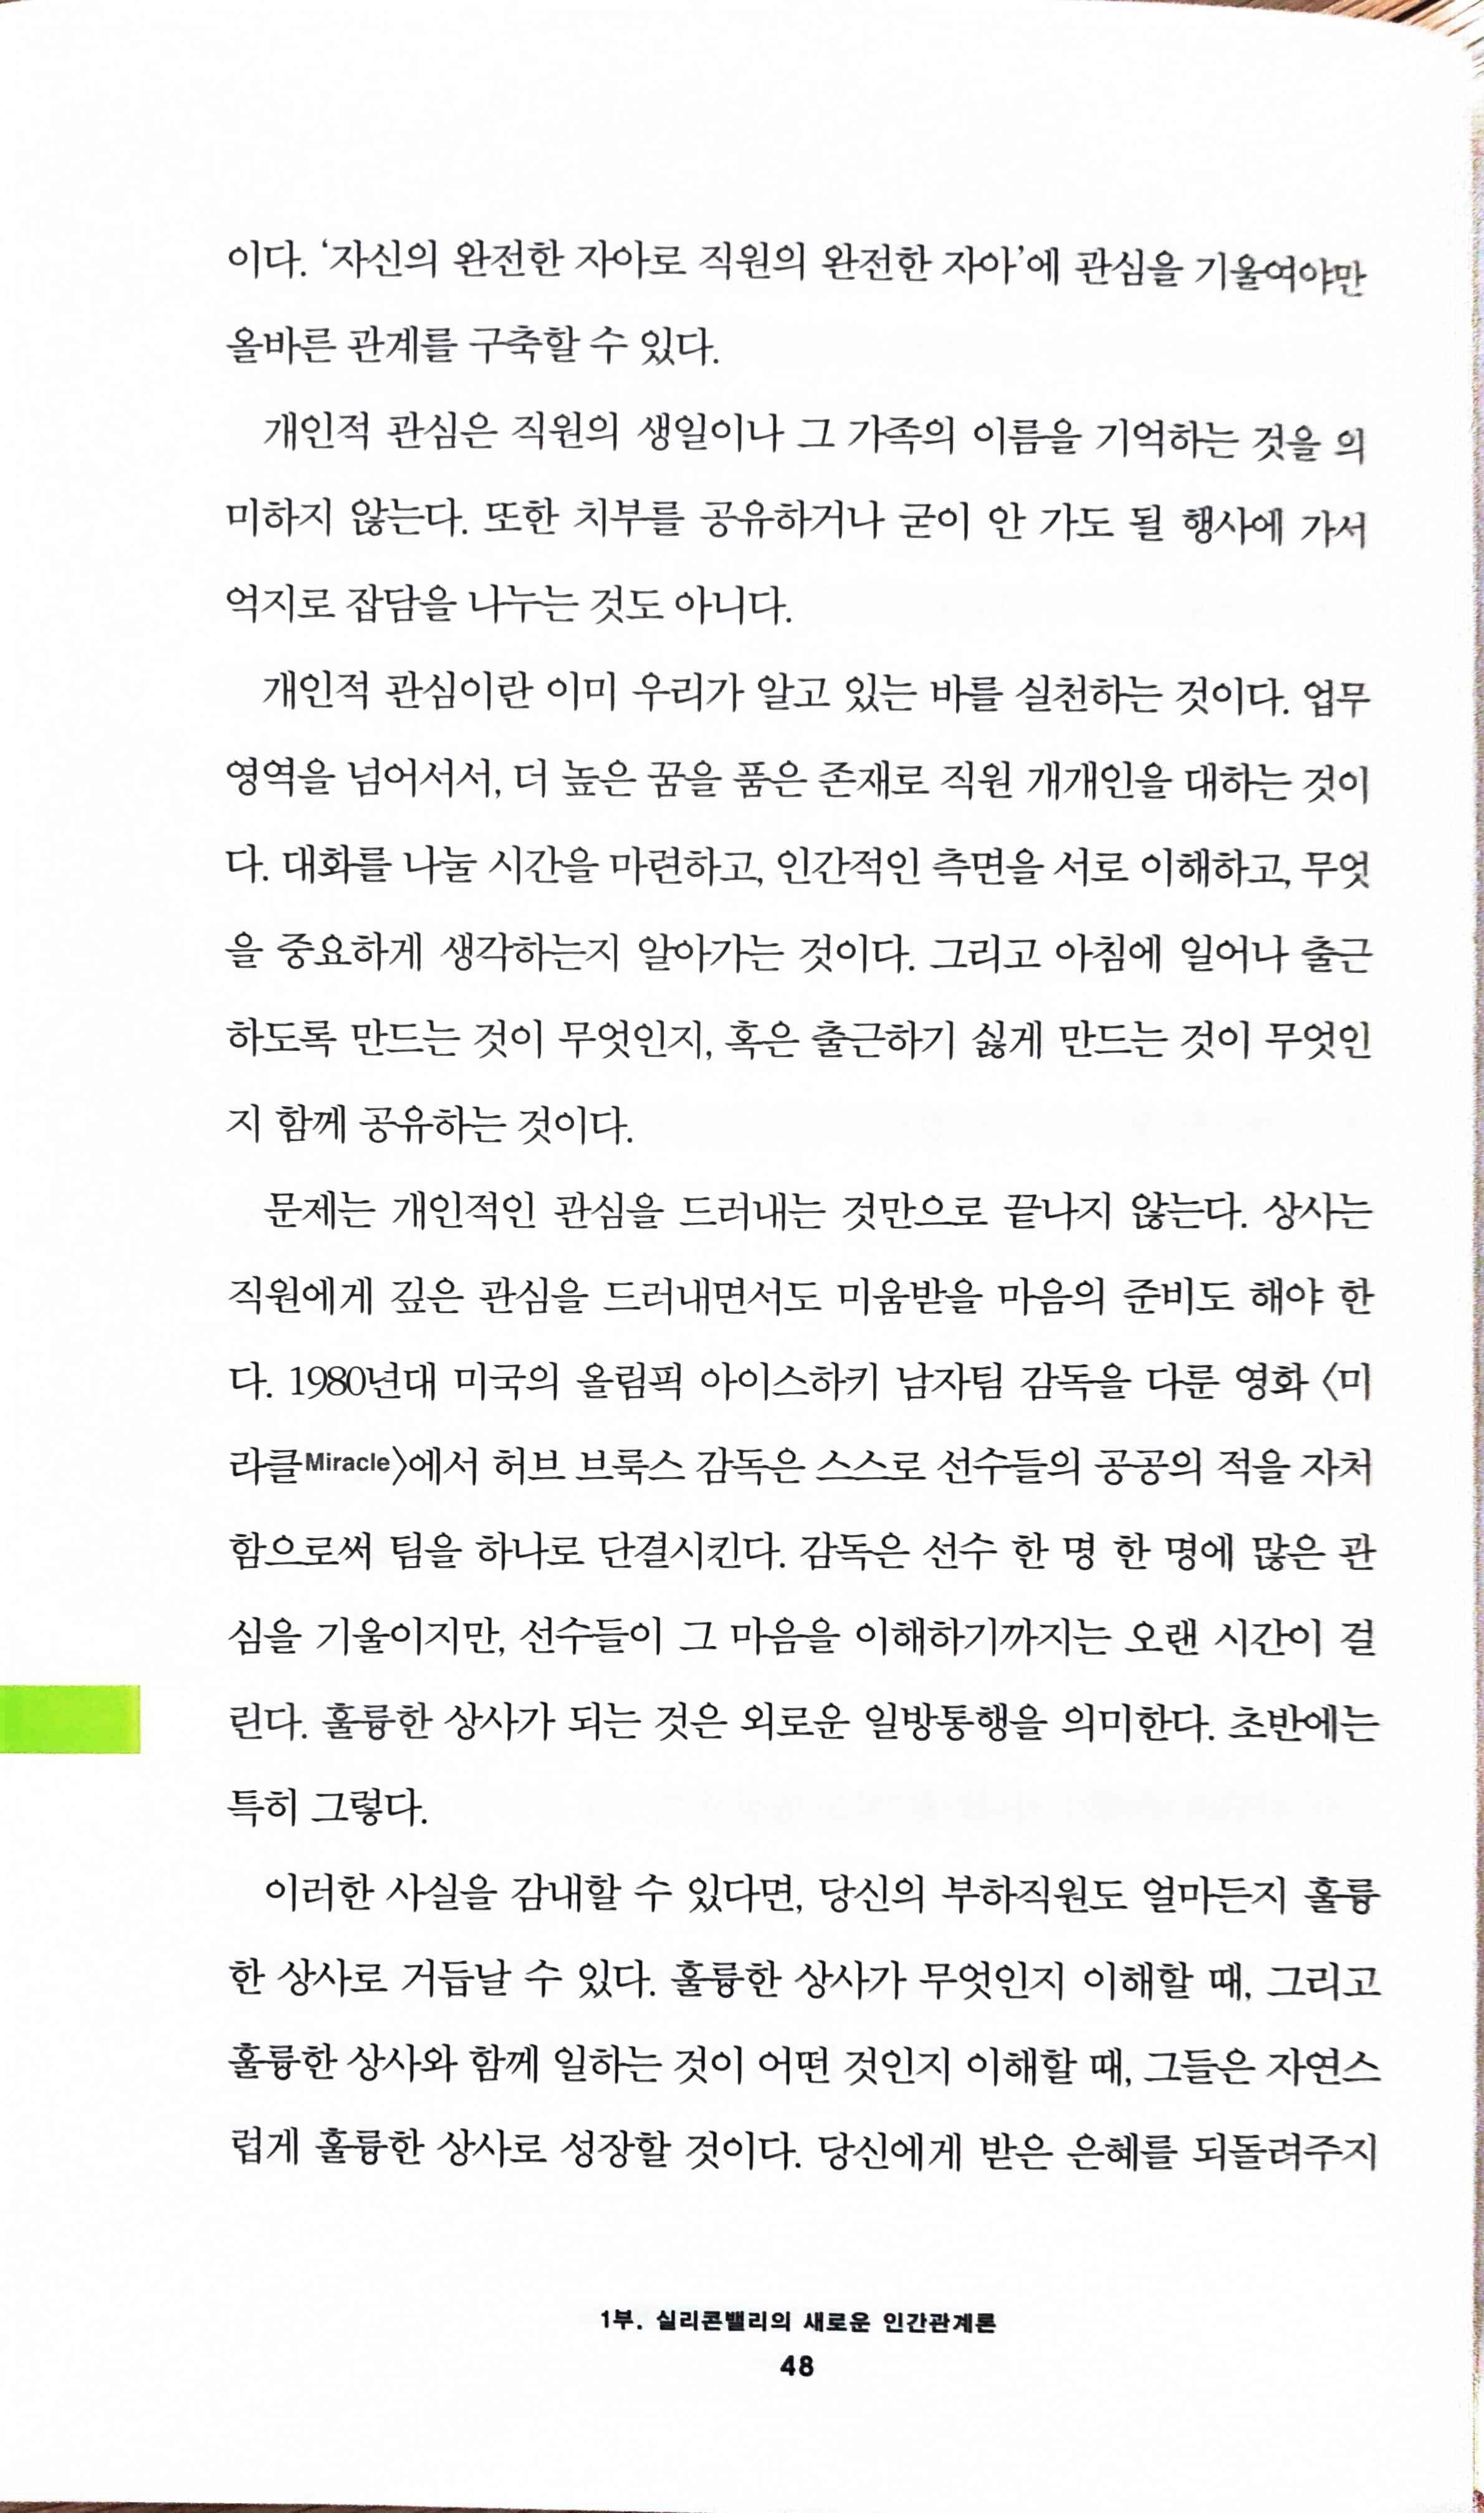 이다. ‘자신의 완전한 자아로 직원의 완전한 자아’에 관심을 기울여야만
올바른 관계를 구축할 수 있다.
개인적 관심은 직원의 생일이나 그 가족의 이름을 기억하는 것을 의
미하지 않는다. 또한 치부를 공유하거나 굳이 안 가도 될 행사에 가서
억지로 잡담을 나누는 것도 아니다.
개인적 관심이란 이미 우리가 알고 있는 바를 실천하는 것이다. 업무
영역을 넘어서서, 더 높은 꿈을 품은 존재로 직원 개개인을 대하는 것이
다. 대화를 나눌 시간을 마련하고, 인간적인 측면을 서로 이해하고, 무엇
을 중요하게 생각하는지 알아가는 것이다. 그리고 아침에 일어나 출근
하도록 만드는 것이 무엇인지, 혹은 출근하기 싫게 만드는 것이 무엇인
지 함께 공유하는 것이다.
문제는 개인적인 관심을 드러내는 것만으로 끝나지 않는다. 상사는
직원에게 깊은 관심을 드러내면서도 미움받을 마음의 준비도 해야 한
다. 1980년대 미국의 올림픽 아이스하키 남자팀 감독을 다룬 영화 〈미
라클Miracle〉에서 허브 브룩스 감독은 스스로 선수들의 공공의 적을 자처
함으로써 팀을 하나로 단결시킨다. 감독은 선수 한 명 한 명에 많은 관
심을 기울이지만, 선수들이 그 마음을 이해하기까지는 오랜 시간이 걸
린다. 훌륭한 상사가 되는 것은 외로운 일방통행을 의미한다. 초반에는
특히 그렇다.
이러한 사실을 감내할 수 있다면, 당신의 부하직원도 얼마든지 훌륭
한 상사로 거듭날 수 있다. 훌륭한 상사가 무엇인지 이해할 때, 그리고
훌륭한 상사와 함께 일하는 것이 어떤 것인지 이해할 때, 그들은 자연스
럽게 훌륭한 상사로 성장할 것이다. 당신에게 받은 은혜를 되돌려주지
1부. 실리콘밸리의 새로운 인간관계론
48